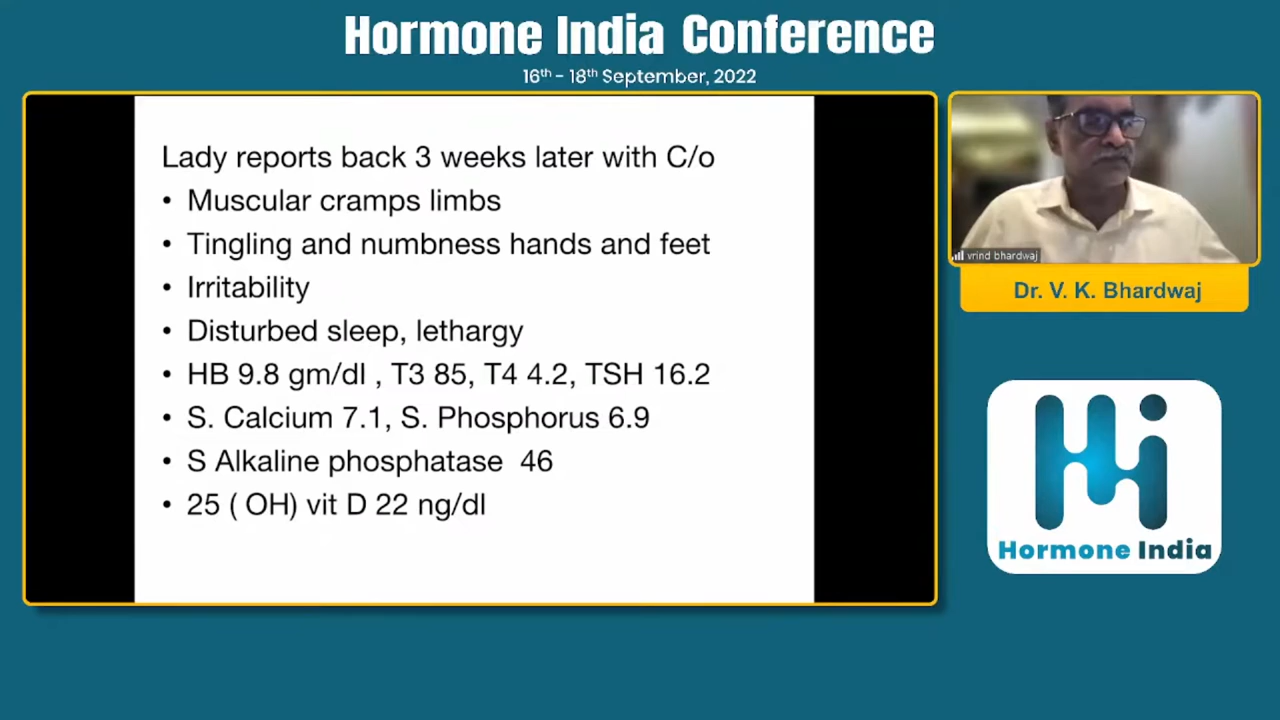 Hormone India Conference
16th - 18th September, 2022
Lady reports back 3 weeks later with C/o
• Muscular cramps limbs
• Tingling and numbness hands and feet
• Irritability
• Disturbed sleep, lethargy
• HB 9.8 gm/dl , T3 85, T4 4.2, TSH 16.2
• S. Calcium 7.1, S. Phosphorus 6.9
• S Alkaline phosphatase 46
• 25 ( OH) vit D 22 ng/dl
vrind bhardwaj
Dr. V. K. Bhardwaj
Hi
Hormone India